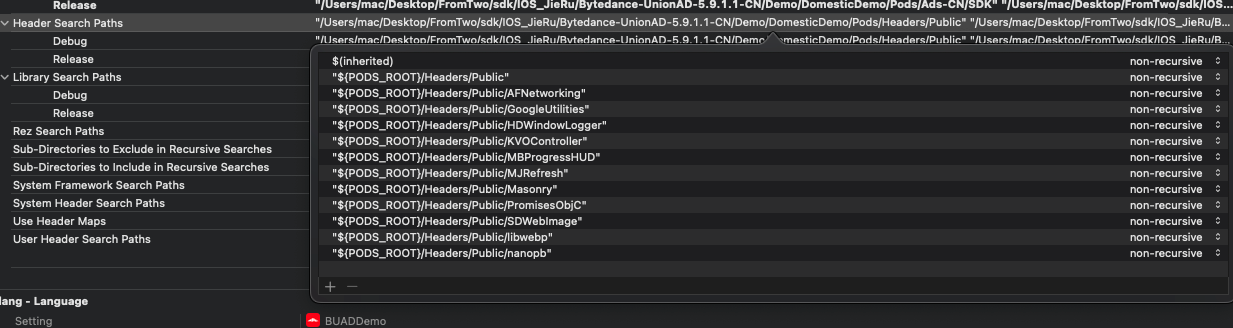 Release "/Users/mac/Desktop/FromTwo/sdk/IOS_JieRu/Bytedance-UnionAD-5.9.1.1-CN/Demo/DomesticDemo/Pods/Ads-CN/SDK" "/Users/mac/Desktop/FromTwo/sdk/IOS...
Header Search Paths "/Users/mac/Desktop/FromTwo/sdk/IOS_JieRu/Bytedance-UnionAD-5.9.1.1-CN/Demo/DomesticDemo/Pods/Headers/Public" "/Users/mac/Desktop/FromTwo/sdk/IOS_JieRu/B...
Debug "/Users/mac/Desktop/FromTwo/sdk/IOS_JieRu/Bytedance-UnionAD-5.9.1.1-CN/Demo/DomesticDemo/Pods/Headers/Public" "/Users/mac/Desktop/FromTwo/sdk/IOS_JieRu/B...
Release
Library Search Paths
Debug
Release
Rez Search Paths
Sub-Directories to Exclude in Recursive Searches
Sub-Directories to Include in Recursive Searches
System Framework Search Paths
System Header Search Paths
Use Header Maps
User Header Search Paths
$(inherited) non-recursive
"${PODS_ROOT}/Headers/Public" non-recursive
"${PODS_ROOT}/Headers/Public/AFNetworking" non-recursive
"${PODS_ROOT}/Headers/Public/GoogleUtilities" non-recursive
"${PODS_ROOT}/Headers/Public/HDWindowLogger" non-recursive
"${PODS_ROOT}/Headers/Public/KVOController" non-recursive
"${PODS_ROOT}/Headers/Public/MBProgressHUD" non-recursive
"${PODS_ROOT}/Headers/Public/MJRefresh" non-recursive
"${PODS_ROOT}/Headers/Public/Masonry" non-recursive
"${PODS_ROOT}/Headers/Public/PromisesObjC" non-recursive
"${PODS_ROOT}/Headers/Public/SDWebImage" non-recursive
"${PODS_ROOT}/Headers/Public/libwebp" non-recursive
"${PODS_ROOT}/Headers/Public/nanopb" non-recursive
lang - Language
Setting BUADDemo